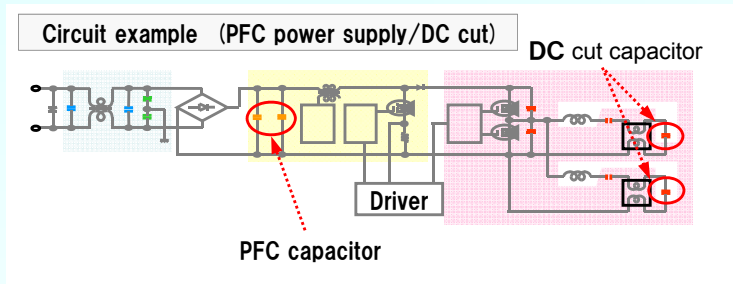 Circuit example (PFC power supply/DC cut)
DC cut capacitor
Driver
PFC capacitor